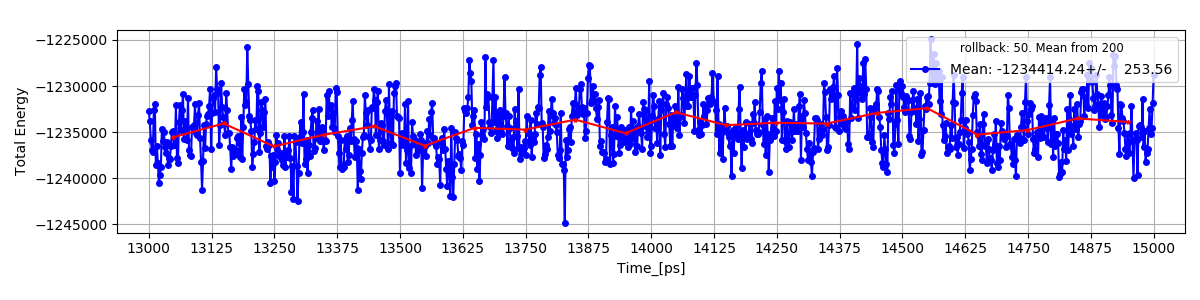 −1225000
−1230000
−1235000
−1240000
−1245000
Total Energy
rollback: 50. Mean from 200
Mean: -1234414.24+/- 253.56
13000 13125 13250 13375 13500 13625 13750 13875 14000 14125 14250 14375 14500 14625 14750 14875 15000
Time_[ps]